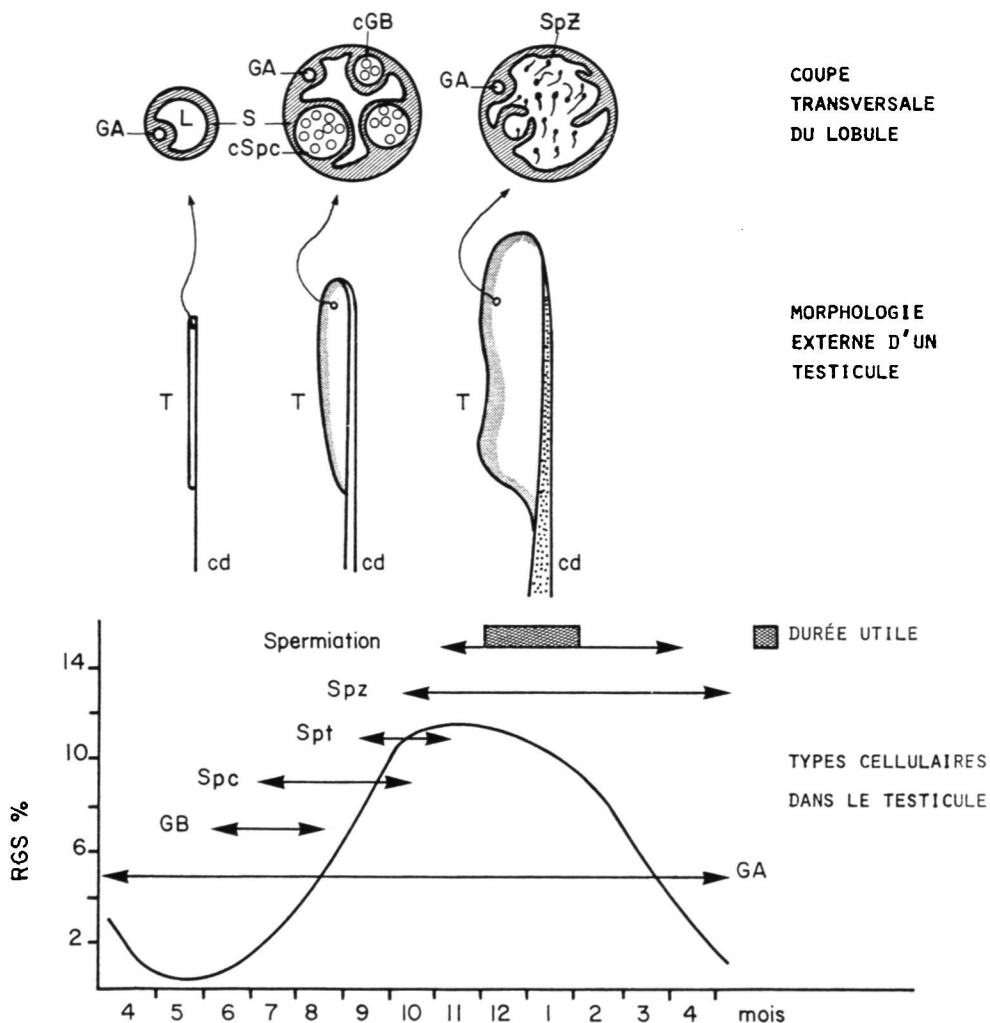 cGB
SpZ
GA
GA
GA
L
S
cSpc
COUPE
TRANSVERSALE
DU LOBULE
T
T
T
cd
cd
cd
MORPHOLOGIE
EXTERNE D'UN
TESTICULE
Spermiation
DURÉE UTILE
Spz
Spt
Spc
GB
GA
TYPES CELLULAIRES
DANS LE TESTICULE
RGS %
14
10
6
2
4 5 6 7 8 9 10 11 12 1 2 3 4 mois